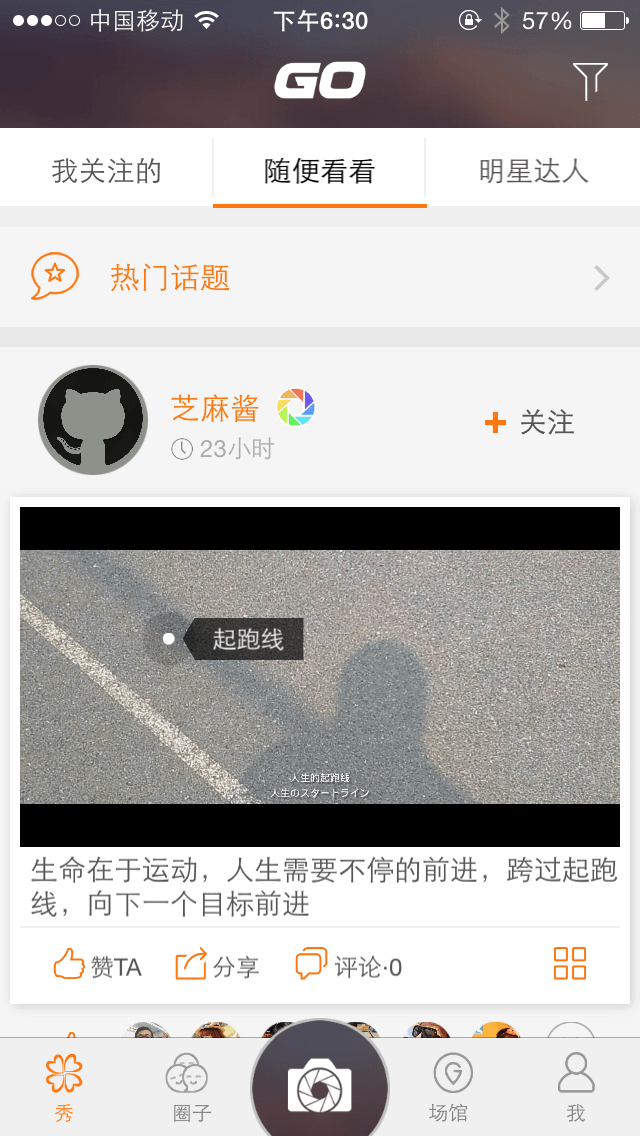 中国移动
下午6:30
57%
GO
我关注的
随便看看
明星达人
热门话题
芝麻酱
23小时
关注
起跑线
人生的起跑线
人生のスタートライン
生命在于运动，人生需要不停的前进，跨过起跑
线，向下一个目标前进
赞TA
分享
评论·0
秀
圈子
场馆
我